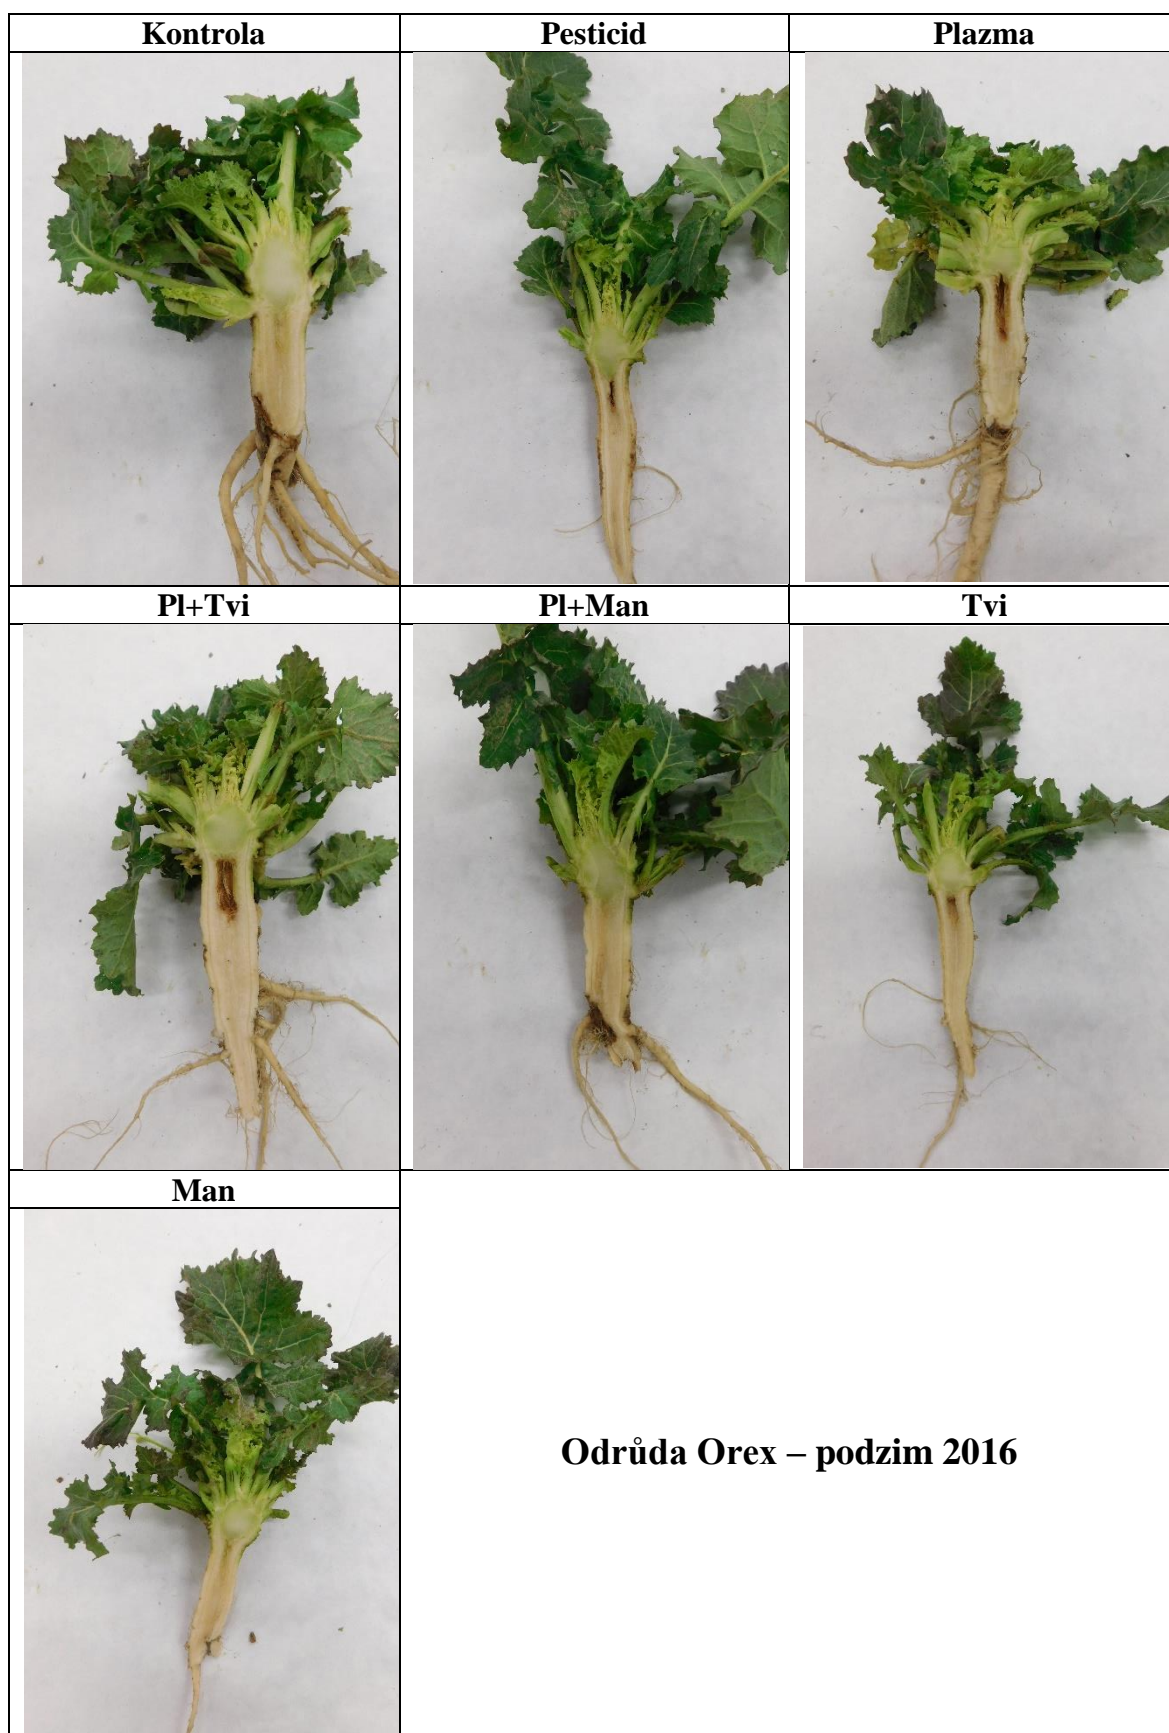 Kontrola
Pesticid
Plazma
Pl+Tvi
Pl+Man
Tvi
Man
Odrůda Orex – podzim 2016